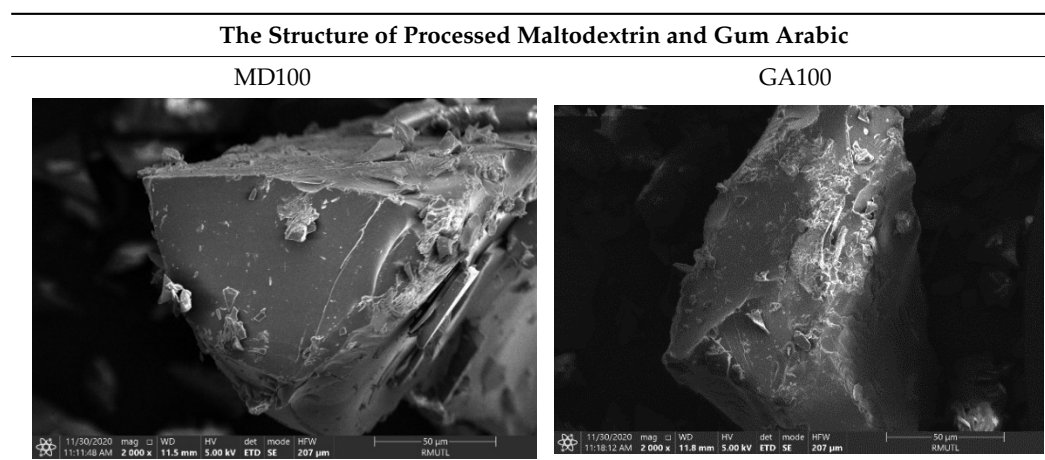 The Structure of Processed Maltodextrin and Gum Arabic
MD100
GA100
11/30/2020 mag □ WD HV det mode HFW 50 µm
11:11:48 AM 2 000 x 11.5 mm 5.00 kV ETD SE 207 µm RMUTL
11/30/2020 mag □ WD HV det mode HFW 50 µm
11:18:12 AM 2 000 x 11.8 mm 5.00 kV ETD SE 207 µm RMUTL